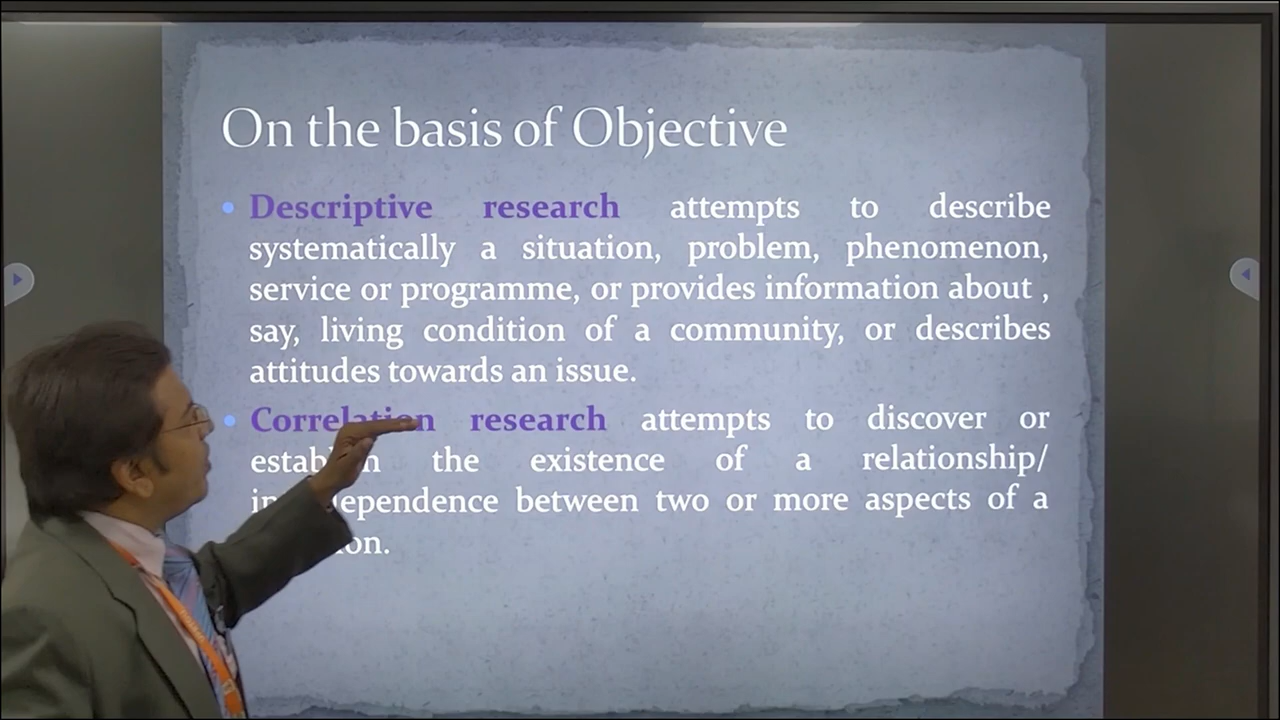 On the basis of Objective
Descriptive research attempts to describe
systematically a situation, problem, phenomenon,
service or programme, or provides information about ,
say, living condition of a community, or describes
attitudes towards an issue.
research attempts to discover or
the existence of a relationship/
between two or more aspects of a